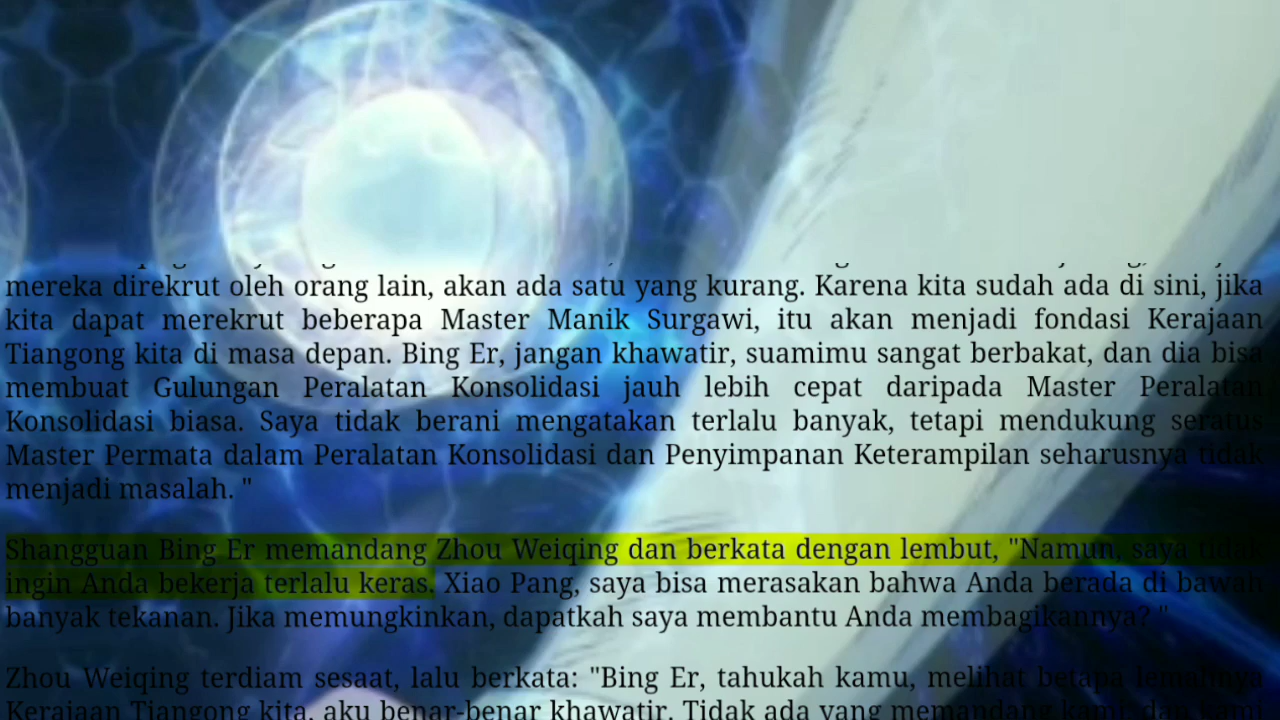 mereka direkrut oleh orang lain, akan ada satu yang kurang. Karena kita sudah ada di sini, jika
kita dapat merekrut beberapa Master Manik Surgawi, itu akan menjadi fondasi Kerajaan
Tiangong kita di masa depan. Bing Er, jangan khawatir, suamimu sangat berbakat, dan dia bisa
membuat Gulungan Peralatan Konsolidasi jauh lebih cepat daripada Master Peralatan
Konsolidasi biasa. Saya tidak berani mengatakan terlalu banyak, tetapi mendukung seratus
Master Permata dalam Peralatan Konsolidasi dan Penyimpanan Keterampilan seharusnya tidak
menjadi masalah. "
Shangguan Bing Er memandang Zhou Weiqing dan berkata dengan lembut, "Namun, saya tidak
ingin Anda bekerja terlalu keras. Xiao Pang, saya bisa merasakan bahwa Anda berada di bawah
banyak tekanan. Jika memungkinkan, dapatkah saya membantu Anda membagikannya? "
Zhou Weiqing terdiam sesaat, lalu berkata: "Bing Er, tahukah kamu, melihat betapa lemahnya
Kerajaan Tiangong kita, aku benar-benar khawatir. Tidak ada yang memandang kami, dan kami